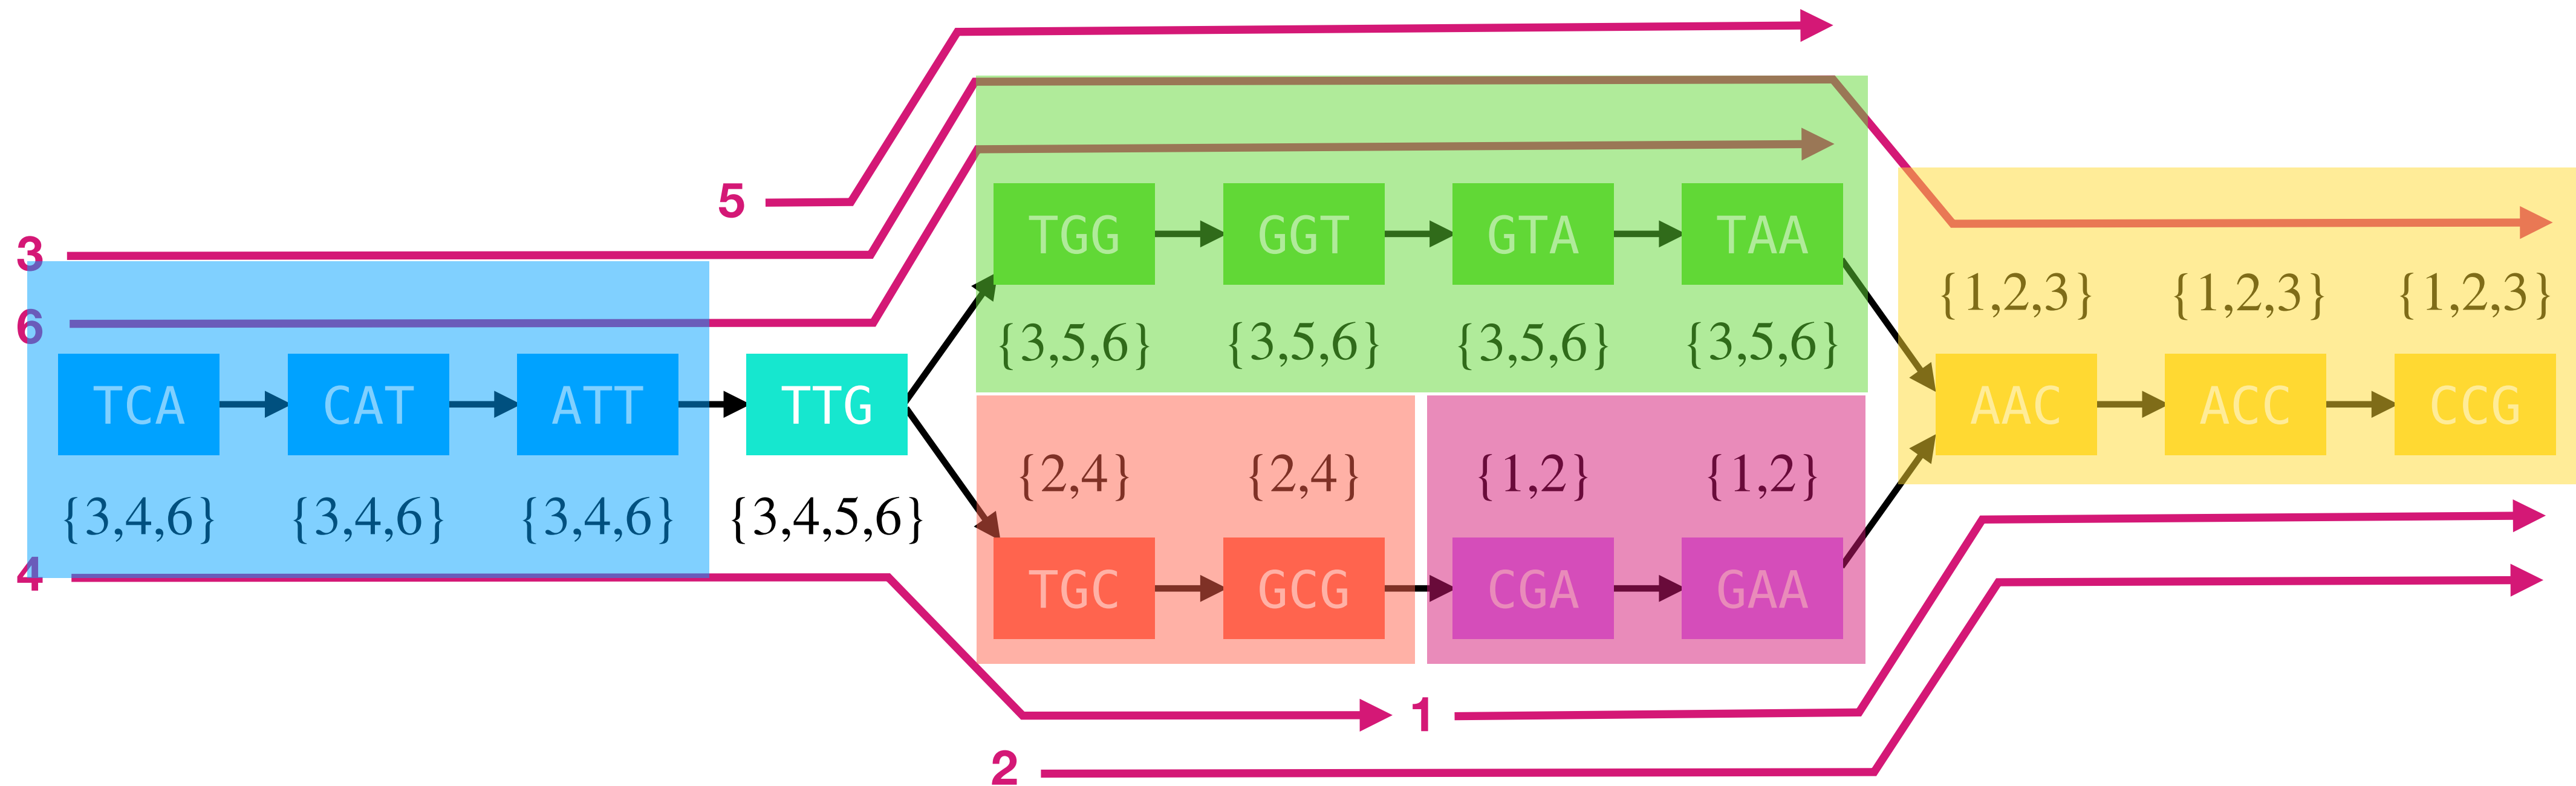 5
3
TGG GGT GTA TAA
{1,2,3} {1,2,3} {1,2,3}
6
{3,5,6} {3,5,6} {3,5,6} {3,5,6}
TCA CAT ATT TTG
AAC ACC CCG
{2,4} {2,4} {1,2} {1,2}
{3,4,6} {3,4,6} {3,4,6} {3,4,5,6}
4
TGC GCG CGA GAA
1
2